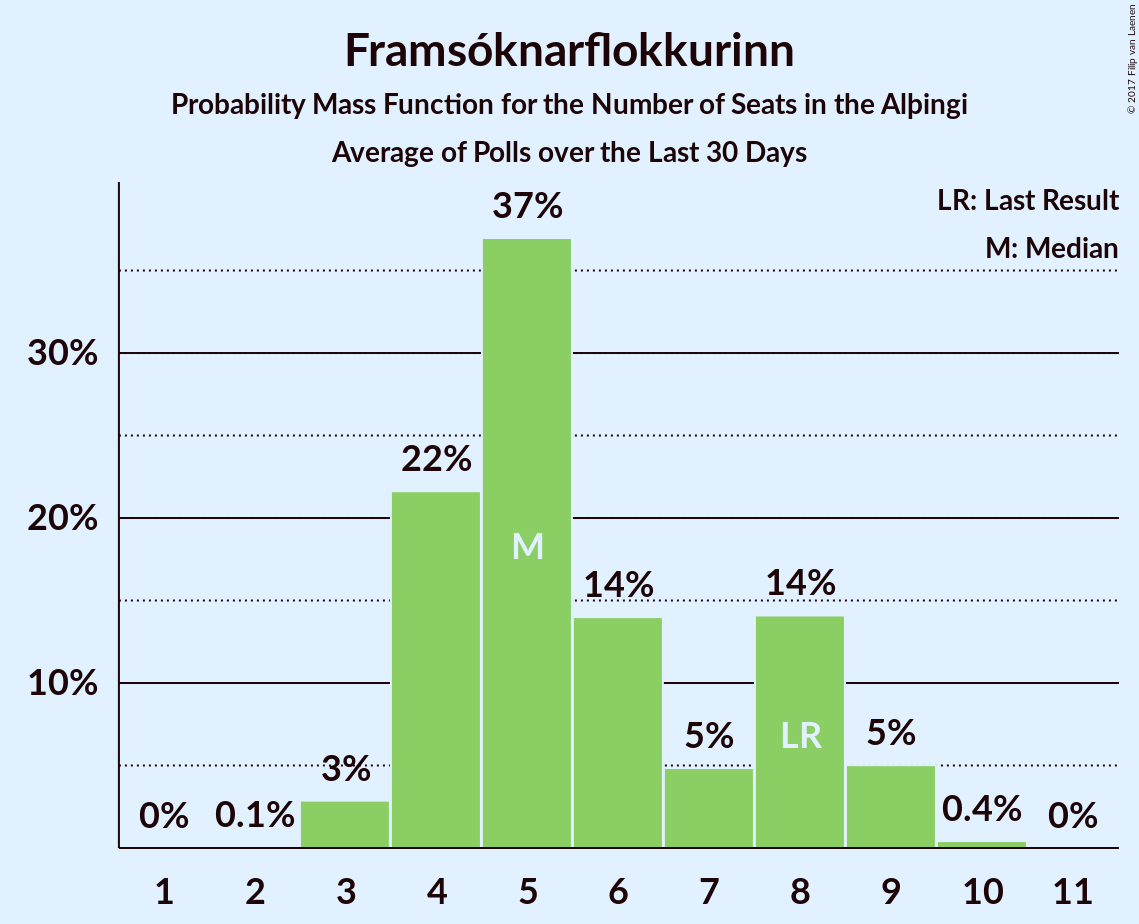 Framsóknarflokkurinn
Probability Mass Function for the Number of Seats in the Alþingi
Average of Polls over the Last 30 Days
© 2017 Filip van Laenen
LR: Last Result
M: Median
37%
30%
22%
20%
M
14%
14%
10%
5%
LR
5%
3%
0%
0.1%
0.4%
0%
1 2 3 4 5 6 7 8 9 10 11